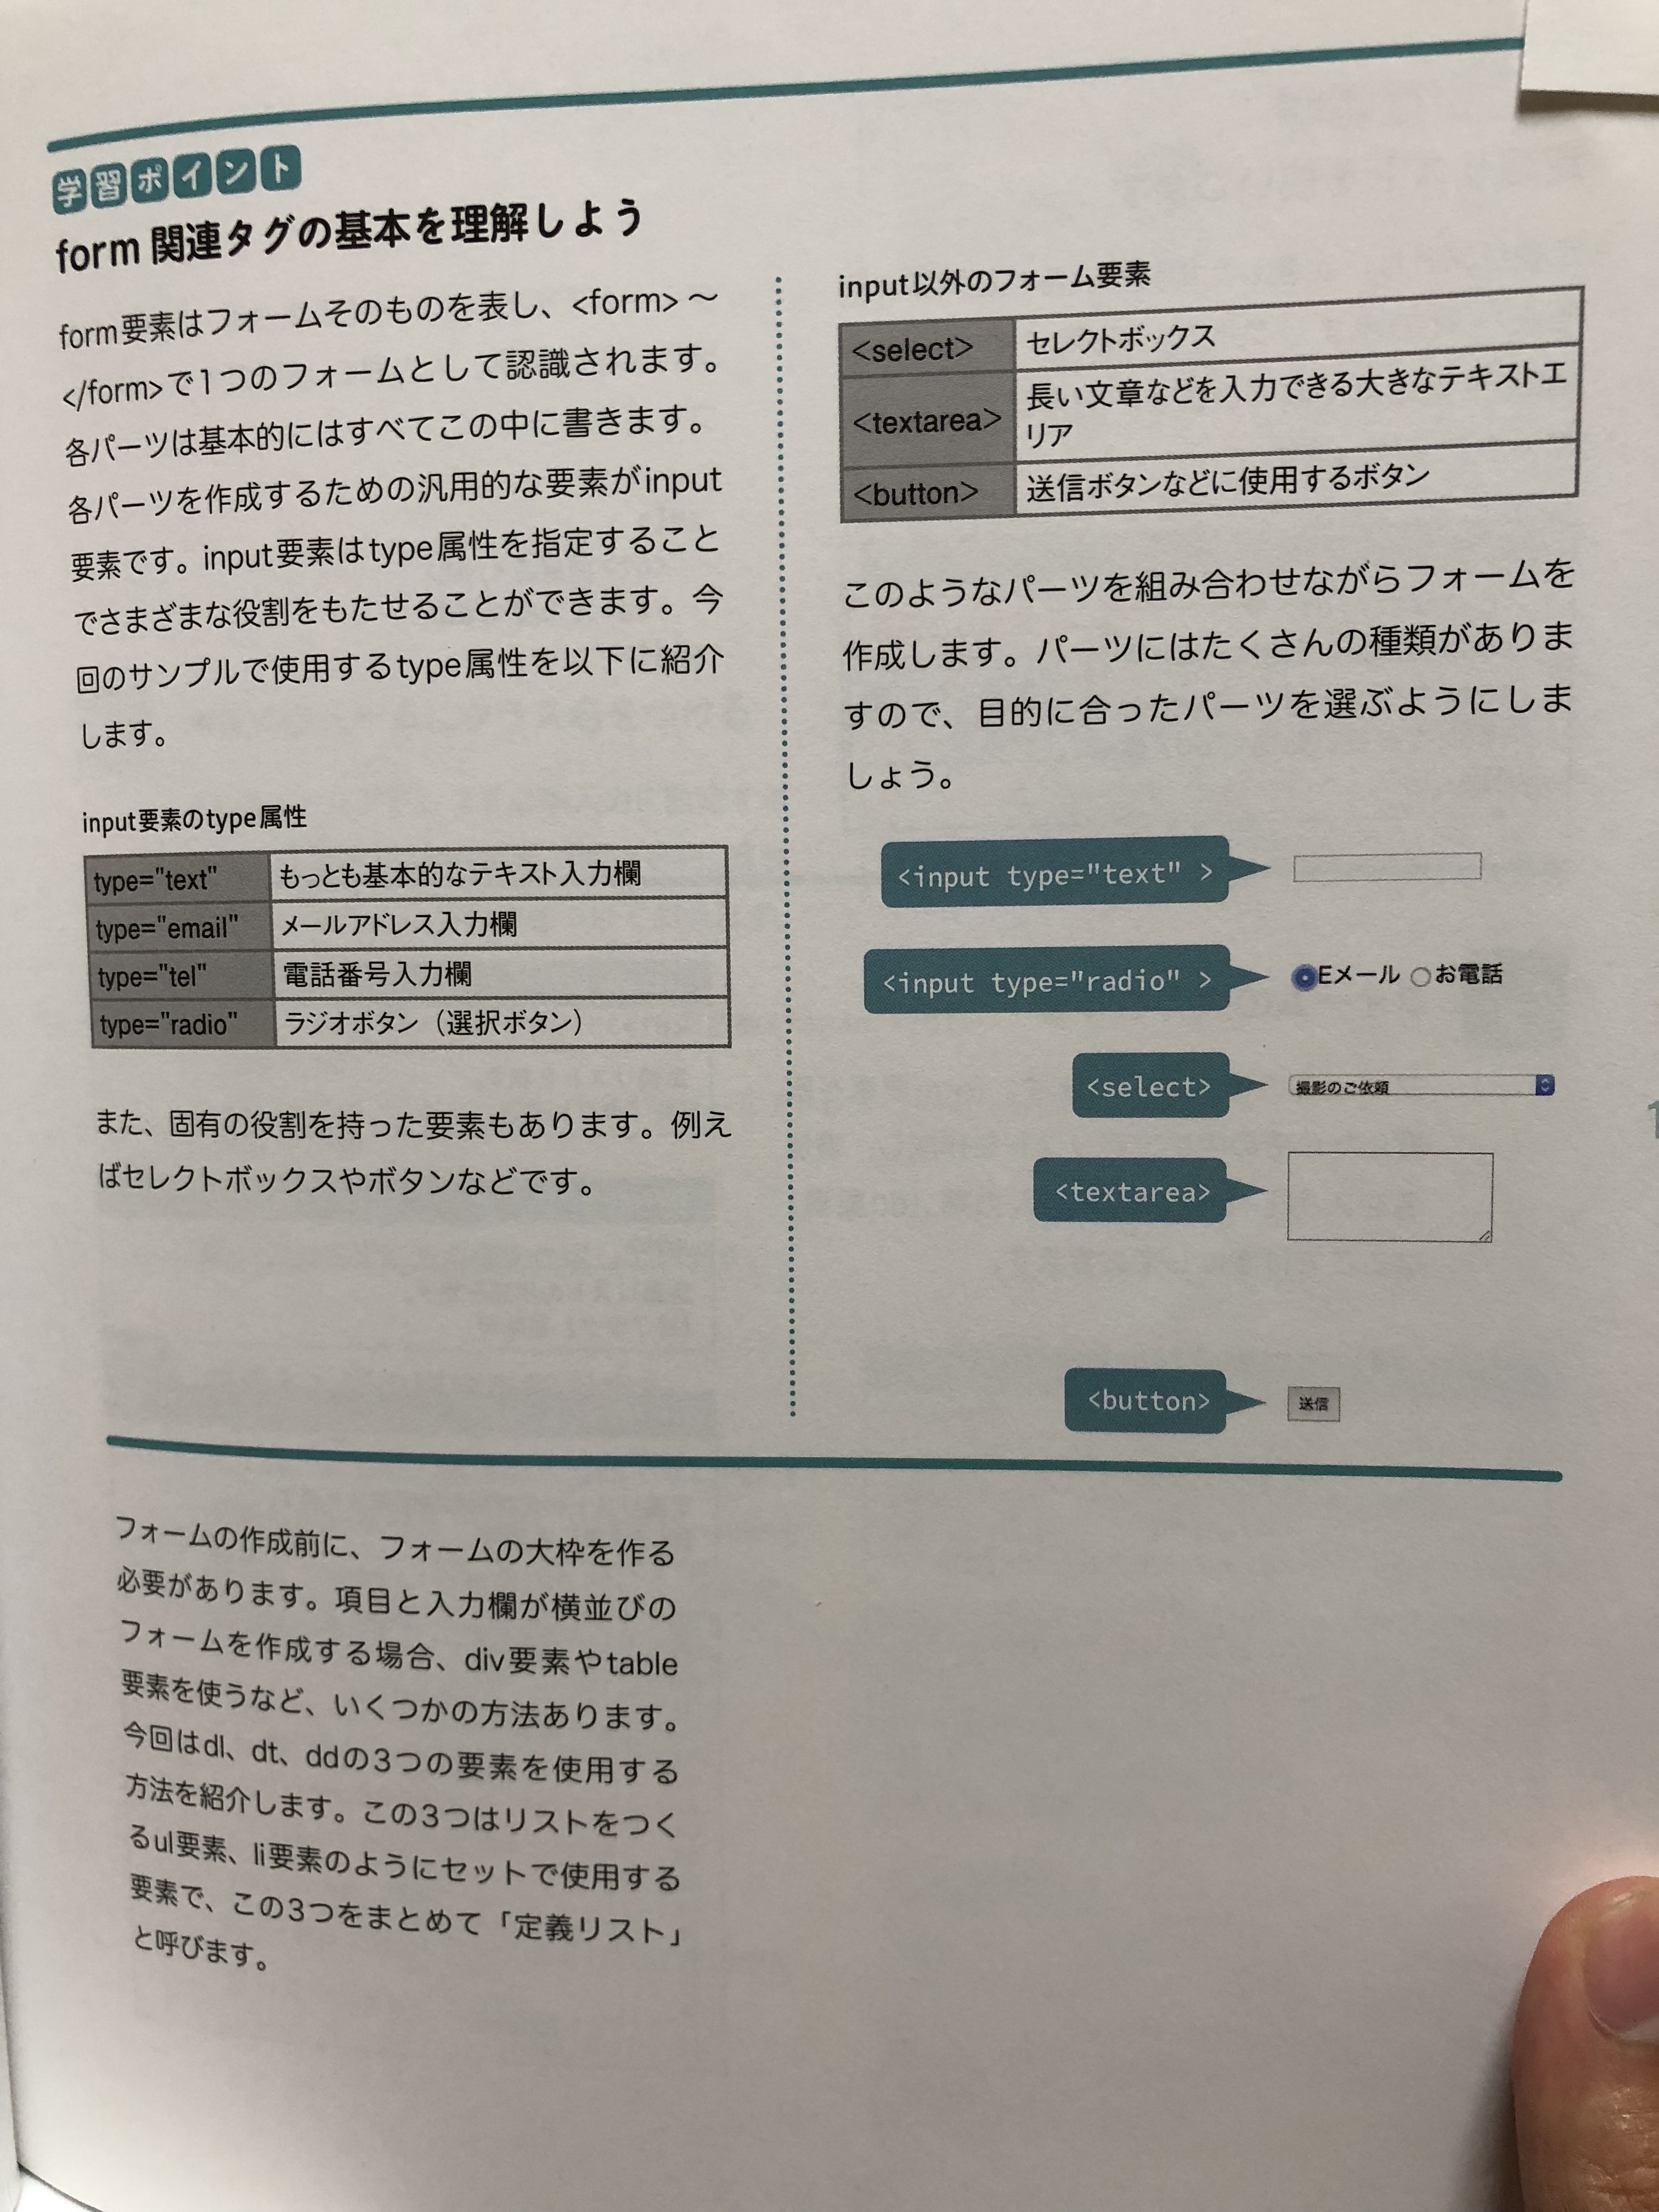 学習ポイント
form 関連タグの基本を理解しよう
form要素はフォームそのものを表し、<form> ～
</form>で1つのフォームとして認識されます。
各パーツは基本的にはすべてこの中に書きます。
各パーツを作成するための汎用的な要素がinput
要素です。input要素はtype属性を指定すること
でさまざまな役割をもたせることができます。今
回のサンプルで使用するtype属性を以下に紹介
します。
input要素のtype属性
type="text" もっとも基本的なテキスト入力欄
type="email" メールアドレス入力欄
type="tel" 電話番号入力欄
type="radio" ラジオボタン（選択ボタン）
また、固有の役割を持った要素もあります。例え
ばセレクトボックスやボタンなどです。
input以外のフォーム要素
<select> セレクトボックス
<textarea> 長い文章などを入力できる大きなテキストエ
リア
<button> 送信ボタンなどに使用するボタン
このようなパーツを組み合わせながらフォームを
作成します。パーツにはたくさんの種類がありま
すので、目的に合ったパーツを選ぶようにしま
しょう。
<input type="text" >
<input type="radio" > Eメール お電話
<select> 撮影のご依頼
<textarea>
<button> 送信
フォームの作成前に、フォームの大枠を作る
必要があります。項目と入力欄が横並びの
フォームを作成する場合、div要素やtable
要素を使うなど、いくつかの方法あります。
今回はdl、dt、ddの3つの要素を使用する
方法を紹介します。この3つはリストをつく
るul要素、li要素のようにセットで使用する
要素で、この3つをまとめて「定義リスト」
と呼びます。